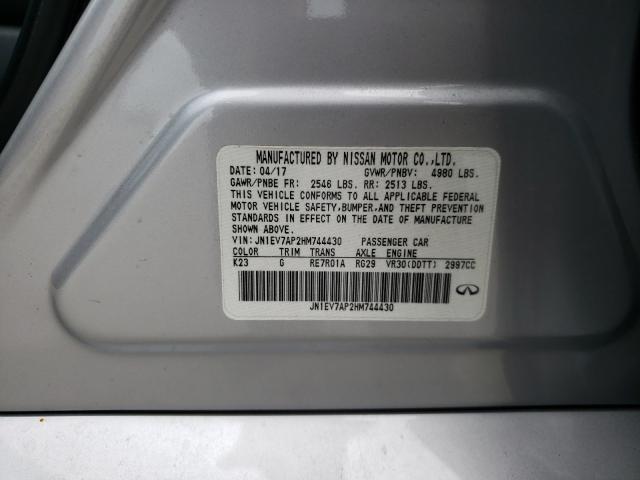 MANUFACTURED BY NISSAN MOTOR CO.,LTD.
DATE: 04/17 GVWR/PNBV: 4980 LBS.
GAWR/PNBE FR: 2546 LBS. RR: 2513 LBS.
THIS VEHICLE CONFORMS TO ALL APPLICABLE FEDERAL
MOTOR VEHICLE SAFETY,BUMPER,AND THEFT PREVENTION
STANDARDS IN EFFECT ON THE DATE OF MANUFACTURE
SHOWN ABOVE.
VIN: JN1EV7AP2HM744430 PASSENGER CAR
COLOR TRIM TRANS AXLE ENGINE
K23 G RE7R01A RG29 VR30(DDTT) 2997CC
JN1EV7AP2HM744430